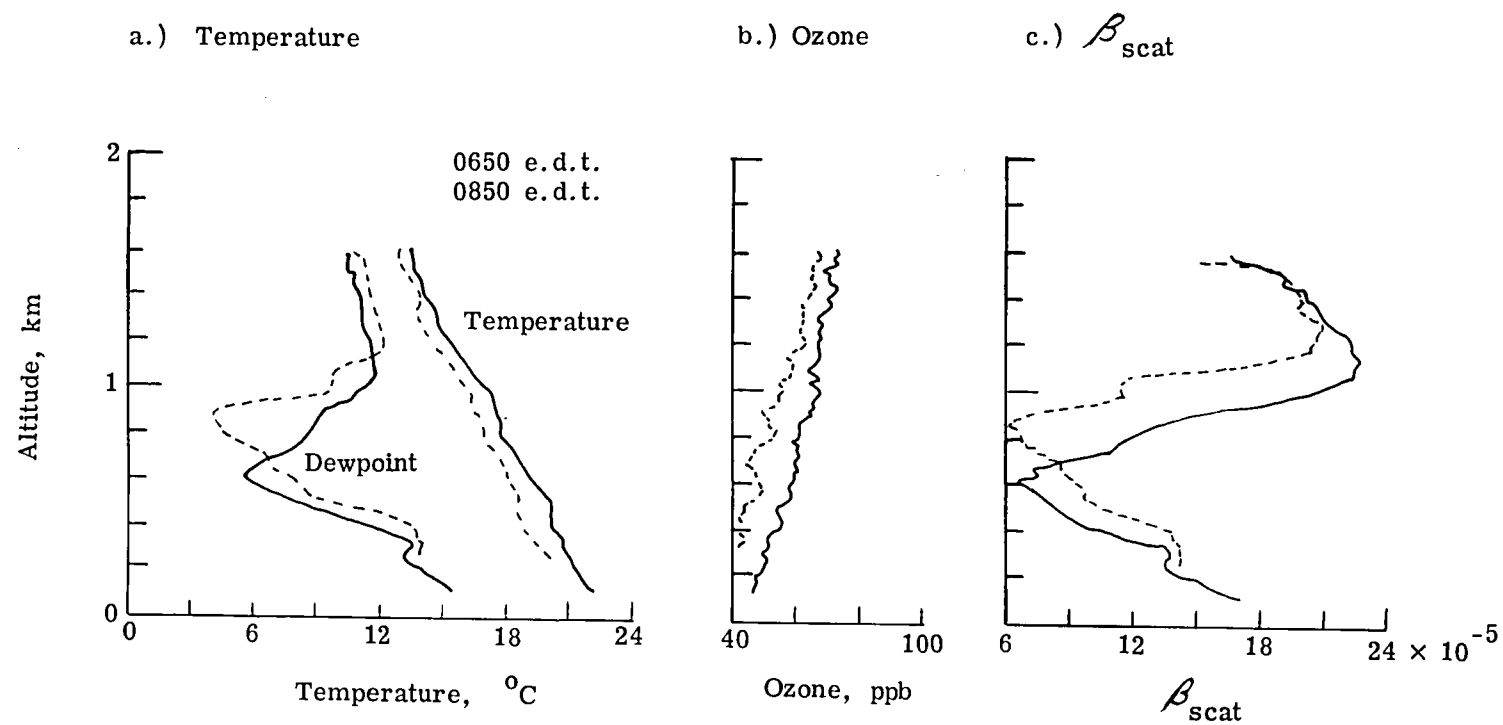 a.) Temperature
b.) Ozone
c.) β scat
0650 e.d.t.
0850 e.d.t.
2
1
0
Altitude, km
Temperature
Dewpoint
0 6 12 18 24
Temperature, °C
40 100
Ozone, ppb
6 12 18 24 × 10⁻⁵
β scat